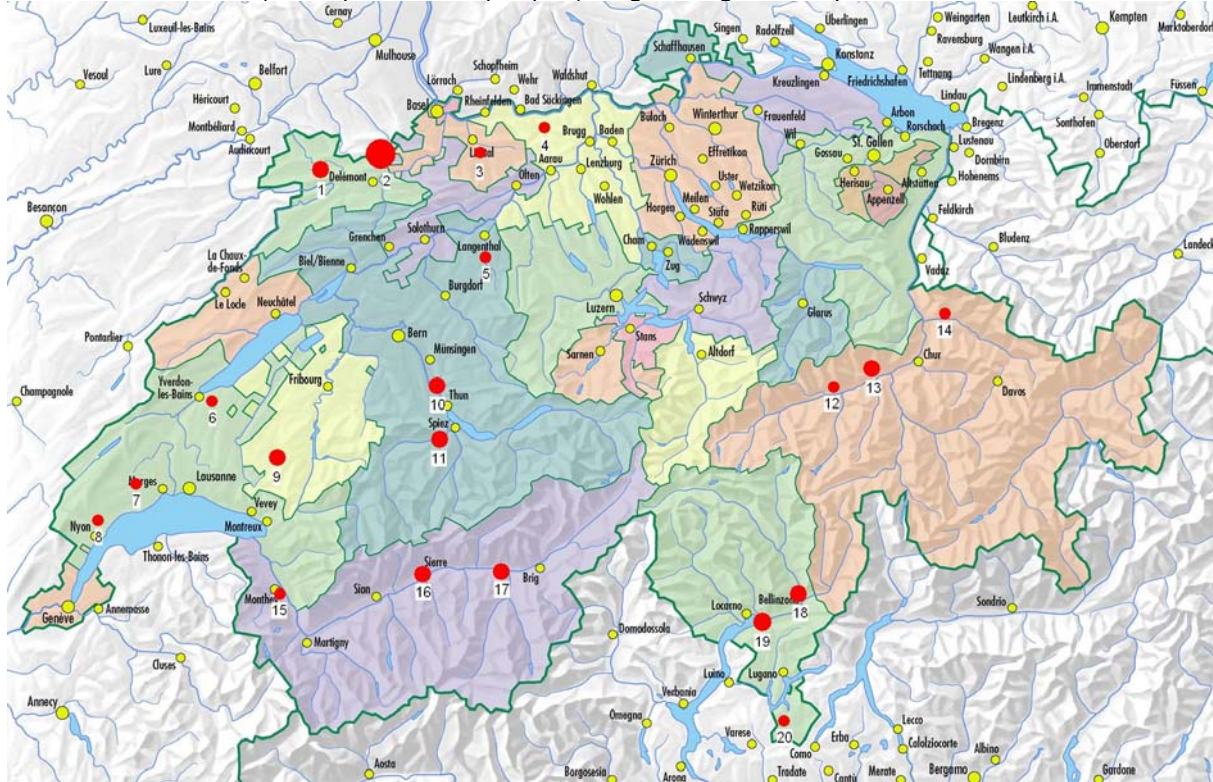 Cernay
Luxeuil-les-Bains
Mulhouse
Vesoul
Lure
Belfort
Héricourt
Montbéliard
Audincourt
Besançon
Pontarlier
Champagnole
Lörrach
Schopfheim
Wehr
Waldshut
Rheinfelden
Bad Säckingen
Basel
Singen
Radolfzell
Überlingen
Schaffhausen
Konstanz
Kreuzlingen
Friedrichshafen
Weingarten
Ravensburg
Tettnang
Leutkirch i.A.
Wangen i.A.
Kempten
Marktoberdorf
Lindenberg i.A.
Immenstadt
Füssen
Sonthofen
Oberstorf
Lindau
Bregenz
Lustenau
Dornbirn
Hohenems
Feldkirch
Bludenz
Landeck
Vaduz
Arbon
Rorschach
St. Gallen
Gossau
Herisau
Altstätten
Appenzell
Wil
Frauenfeld
Winterthur
Bülach
Effretikon
Zürich
Uster
Wetzikon
Meilen
Stäfa
Rüti
Horgen
Wädenswil
Rapperswil
Brugg
Baden
Aarau
Lenzburg
Wohlen
Olten
Delémont
1
2
3
4
Solothurn
Grenchen
Langenthal
5
Biel/Bienne
Burgdorf
Cham
Zug
Luzern
Schwyz
Stans
Sarnen
Altdorf
Glarus
14
Chur
13
12
Davos
La Chaux-
de-Fonds
Le Locle
Neuchâtel
Bern
Münsingen
10
Thun
Spiez
11
Fribourg
Yverdon-
les-Bains
6
9
7
Lausanne
Vevey
Montreux
Nyon
8
Thonon-les-Bains
Genève
Annemasse
Cluses
Annecy
15
Sion
Sierre
16
17
Brig
Martigny
Locarno
18
19
Lugano
20
Domodossola
Luino
Verbania
Omegna
Varese
Como
Erba
Lecco
Calolziocorte
Albino
Sondrio
Aosta
Borgosesia
Arona
Tradate
Cantù
Merate
Bergamo
Gardone